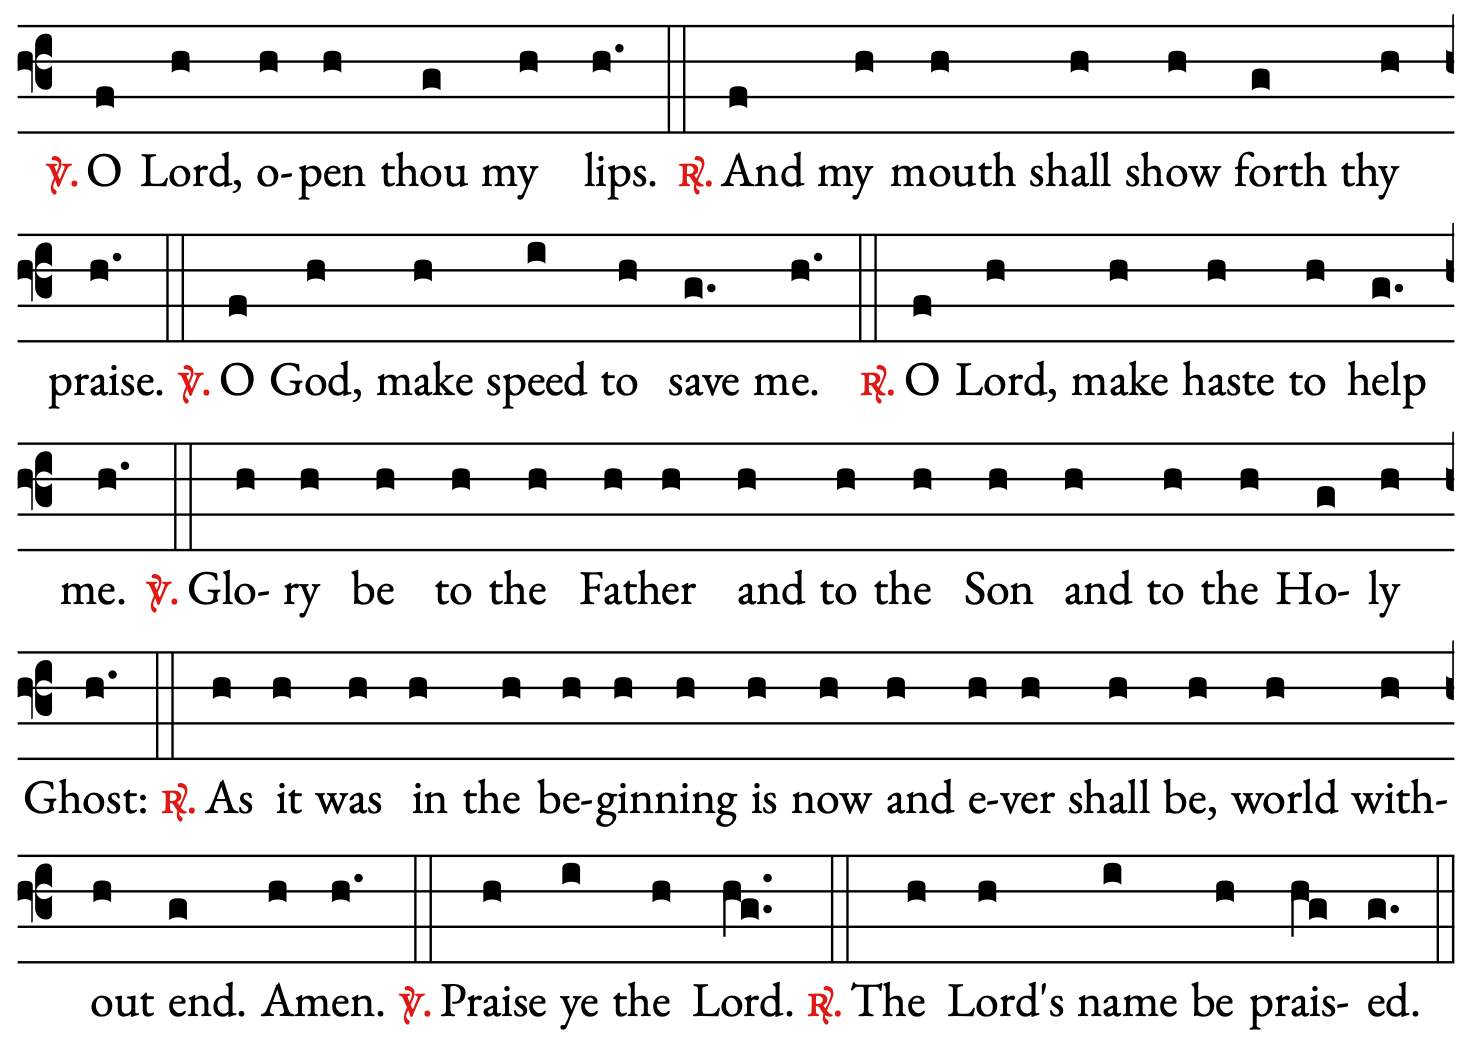 ℣. O Lord, o-pen thou my lips. ℟. And my mouth shall show forth thy
praise. ℣. O God, make speed to save me. ℟. O Lord, make haste to help
me. ℣. Glo- ry be to the Father and to the Son and to the Ho- ly
Ghost: ℟. As it was in the be-ginning is now and e-ver shall be, world with-
out end. Amen. ℣. Praise ye the Lord. ℟. The Lord's name be prais- ed.